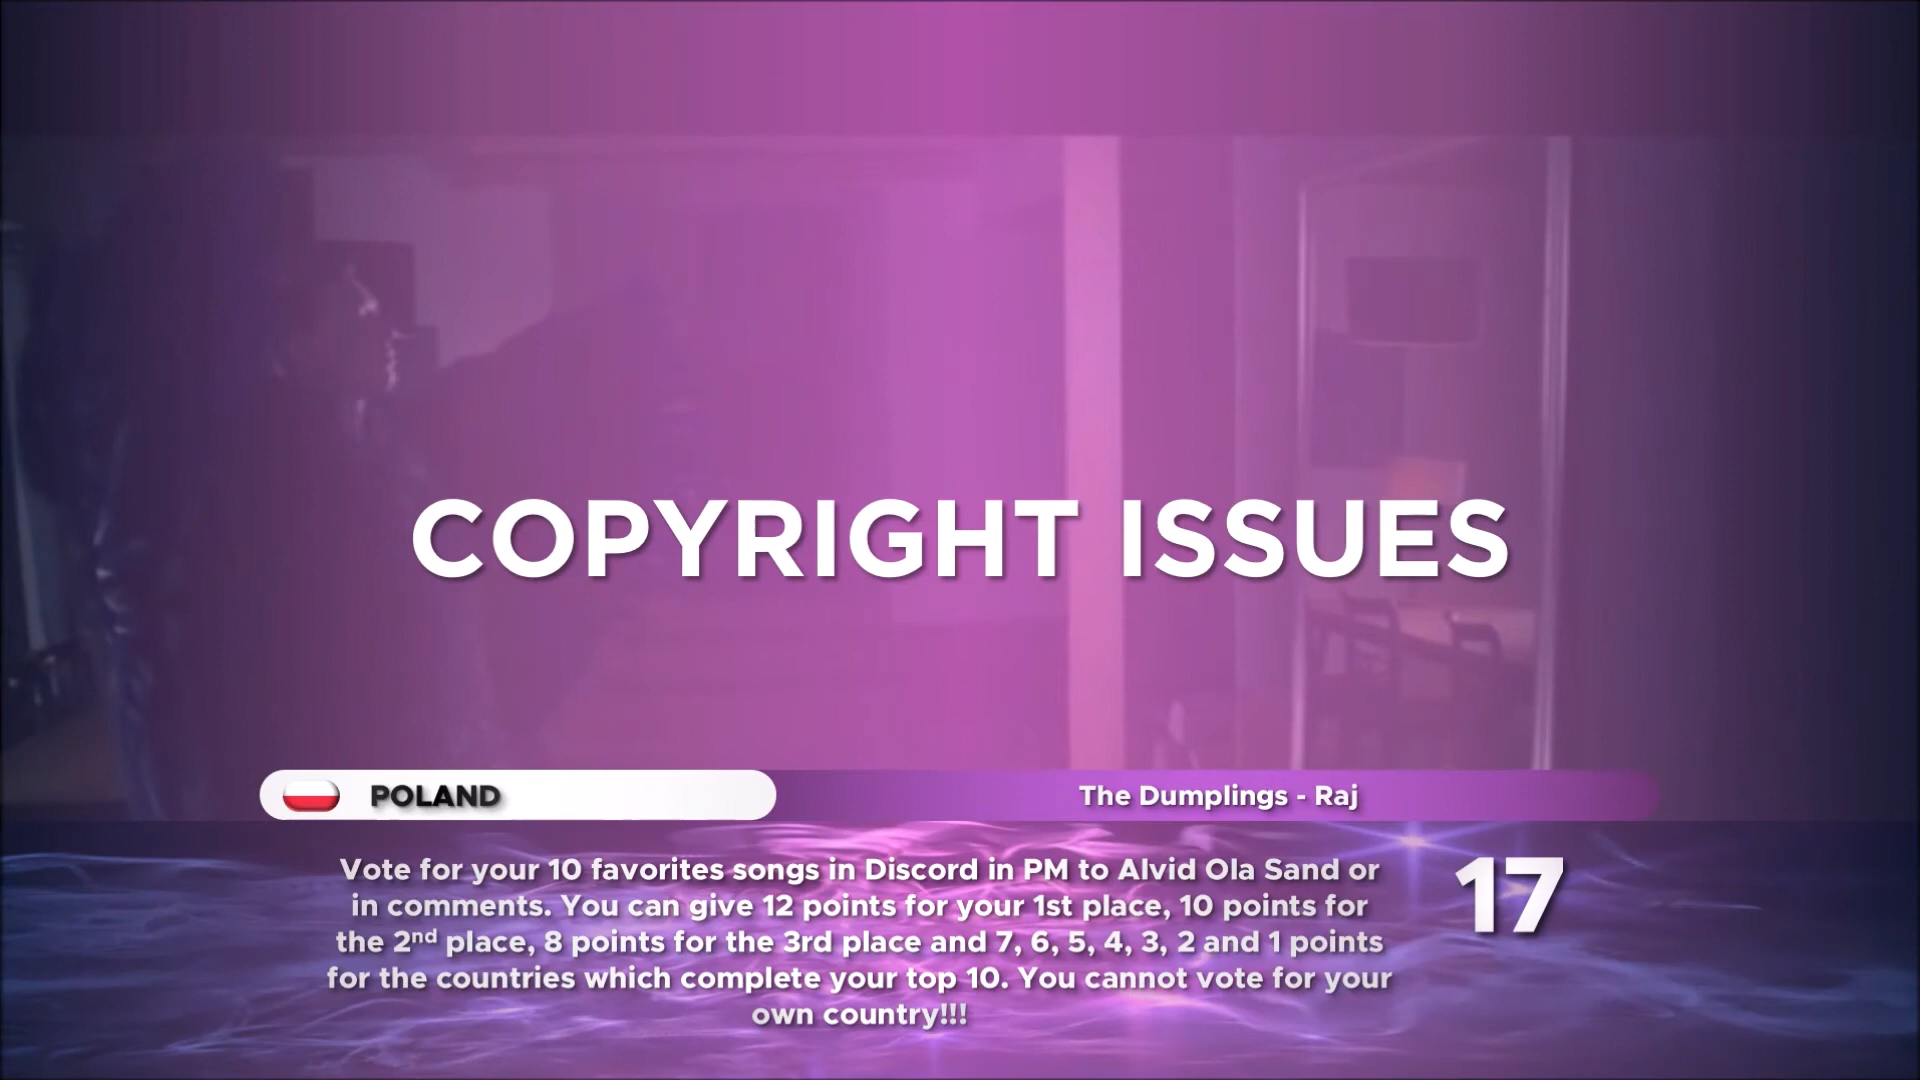 COPYRIGHT ISSUES
POLAND
The Dumplings - Raj
Vote for your 10 favorites songs in Discord in PM to Alvid Ola Sand or
in comments. You can give 12 points for your 1st place, 10 points for
the 2nd place, 8 points for the 3rd place and 7, 6, 5, 4, 3, 2 and 1 points
for the countries which complete your top 10. You cannot vote for your
own country!!!
17